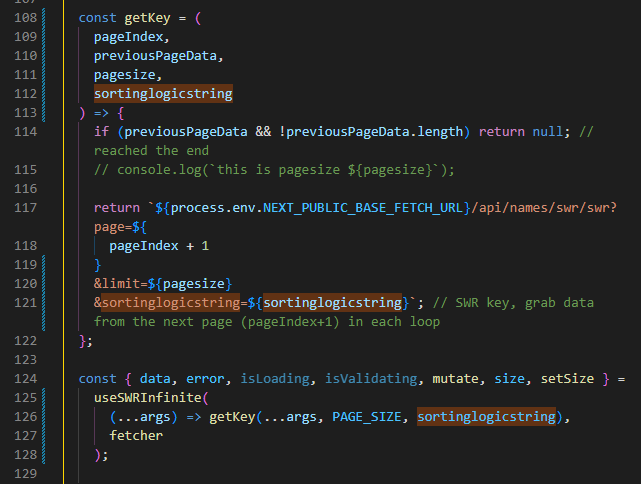 108 const getKey = (
109 pageIndex,
110 previousPageData,
111 pagesize,
112 sortinglogicstring
113 ) => {
114 if (previousPageData && !previousPageData.length) return null; //
reached the end
115 // console.log(`this is pagesize ${pagesize}`);
116
117 return `${process.env.NEXT_PUBLIC_BASE_FETCH_URL}/api/names/swr/swr?
page=${
118 pageIndex + 1
119 }
120 &limit=${pagesize}
121 &sortinglogicstring=${sortinglogicstring}`; // SWR key, grab data
from the next page (pageIndex+1) in each loop
122 };
123
124 const { data, error, isLoading, isValidating, mutate, size, setSize } =
125 useSWRInfinite(
126 (...args) => getKey(...args, PAGE_SIZE, sortinglogicstring),
127 fetcher
128 );
129